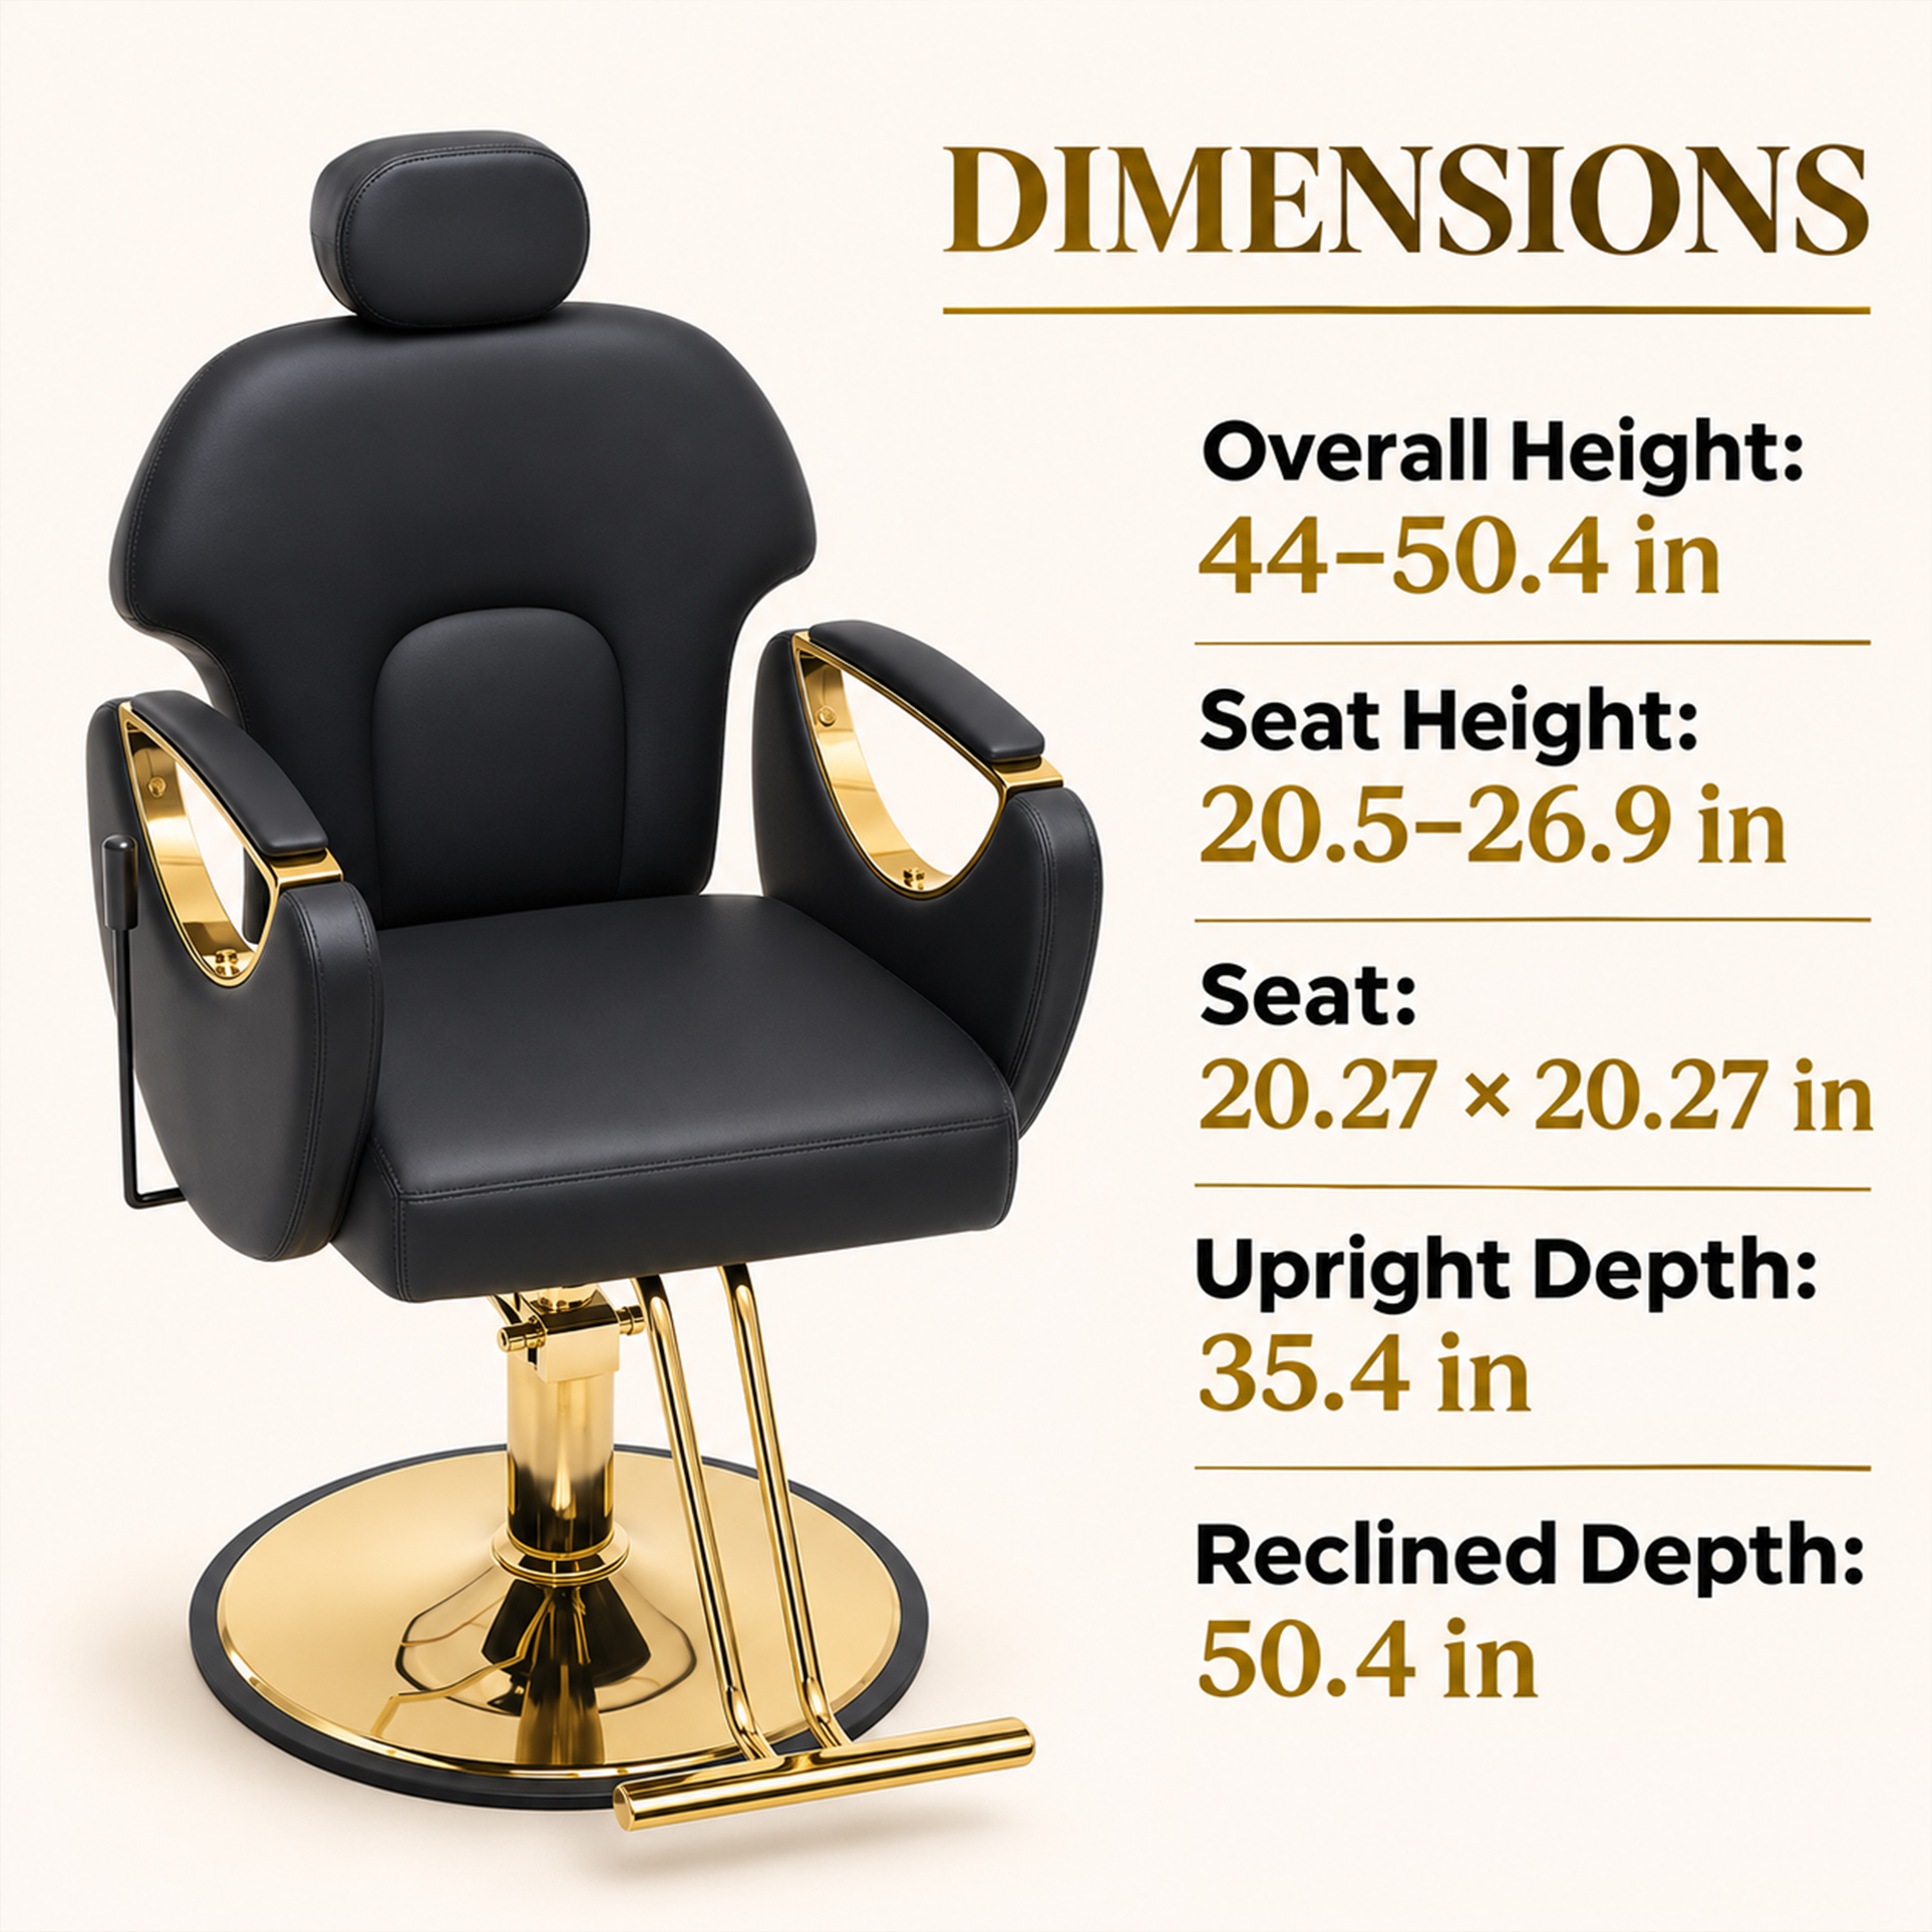 DIMENSIONS
Overall Height:
44–50.4 in
Seat Height:
20.5–26.9 in
Seat:
20.27 × 20.27 in
Upright Depth:
35.4 in
Reclined Depth:
50.4 in